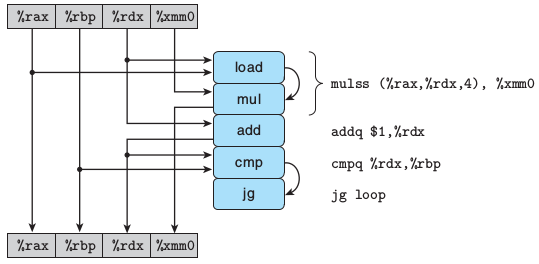 %rax %rbp %rdx %xmm0
load
mul
mulss (%rax,%rdx,4), %xmm0
add
addq $1,%rdx
cmp
cmpq %rdx,%rbp
jg
jg loop
%rax %rbp %rdx %xmm0